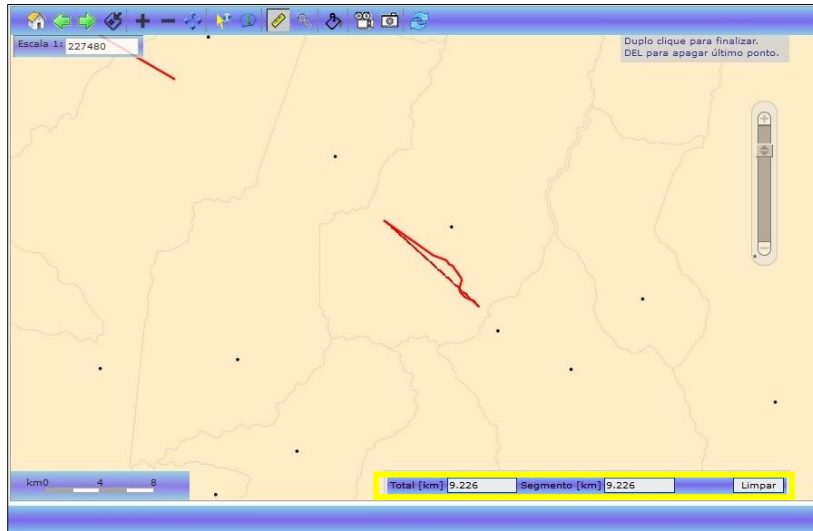 Escala 1: 227480
Duplo clique para finalizar.
DEL para apagar último ponto.
km0 4 8
Total [km] 9.226 Segmento [km] 9.226 Limpar